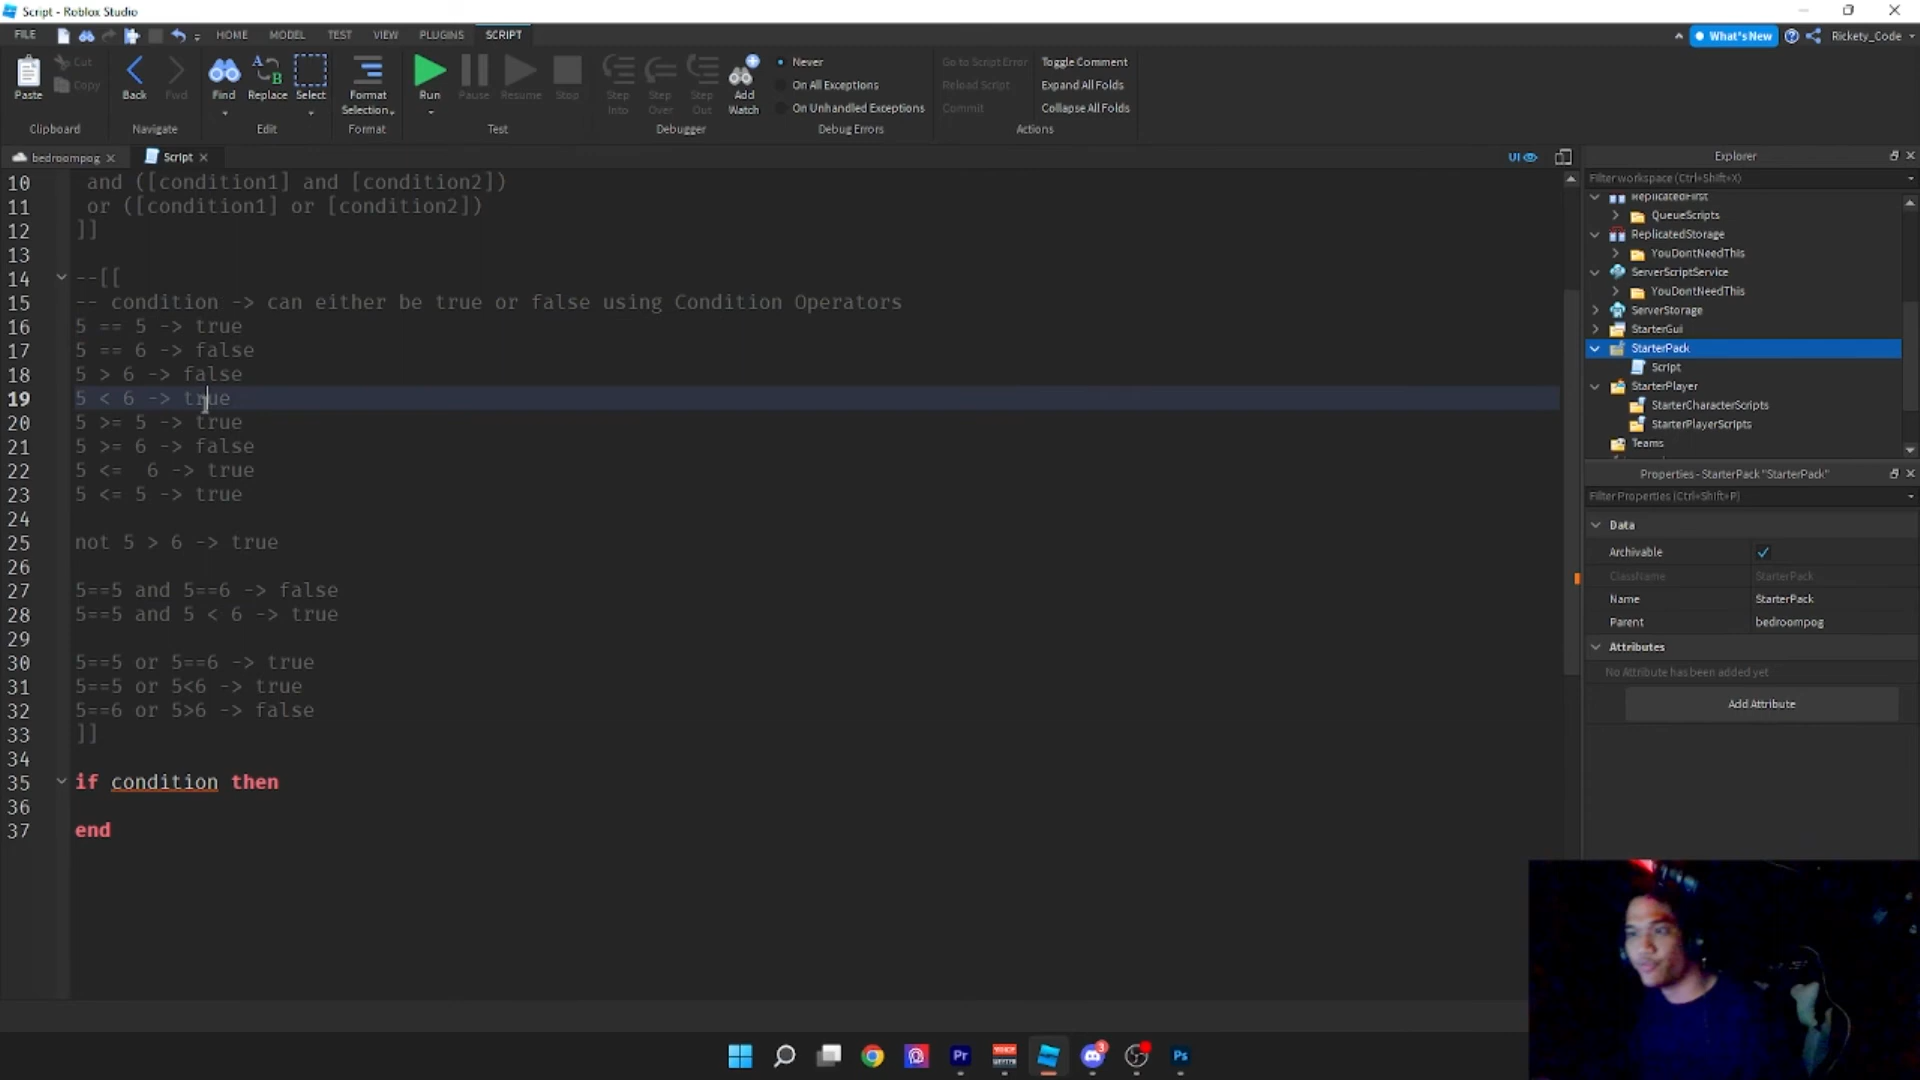 Script - Roblox Studio
FILE HOME MODEL TEST VIEW PLUGINS SCRIPT What's New Rickety_Code
Paste Cut Copy Back Fwd Find Replace Select Format Selection Run Pause Resume Stop Step Into Step Over Step Out Add Watch
Never
On All Exceptions
On Unhandled Exceptions
Go to Script Error
Reload Script
Commit
Toggle Comment
Expand All Folds
Collapse All Folds
Clipboard Navigate Edit Format Test Debugger Debug Errors Actions
bedroompog Script UI
10 and ([condition1] and [condition2])
11 or ([condition1] or [condition2])
12 ]]
13
14 --[[
15 -- condition -> can either be true or false using Condition Operators
16 5 == 5 -> true
17 5 == 6 -> false
18 5 > 6 -> false
19 5 < 6 -> true
20 5 >= 5 -> true
21 5 >= 6 -> false
22 5 <=  6 -> true
23 5 <= 5 -> true
24
25 not 5 > 6 -> true
26
27 5==5 and 5==6 -> false
28 5==5 and 5 < 6 -> true
29
30 5==5 or 5==6 -> true
31 5==5 or 5<6 -> true
32 5==6 or 5>6 -> false
33 ]]
34
35 if condition then
36
37 end
Explorer
Filter workspace (Ctrl+Shift+X)
ReplicatedFirst
QueueScripts
ReplicatedStorage
YouDontNeedThis
ServerScriptService
YouDontNeedThis
ServerStorage
StarterGui
StarterPack
Script
StarterPlayer
StarterCharacterScripts
StarterPlayerScripts
Teams
Properties - StarterPack "StarterPack"
Filter Properties (Ctrl+Shift+P)
Data
Archivable
ClassName StarterPack
Name StarterPack
Parent bedroompog
Attributes
No Attribute has been added yet
Add Attribute
Pr
3
Ps